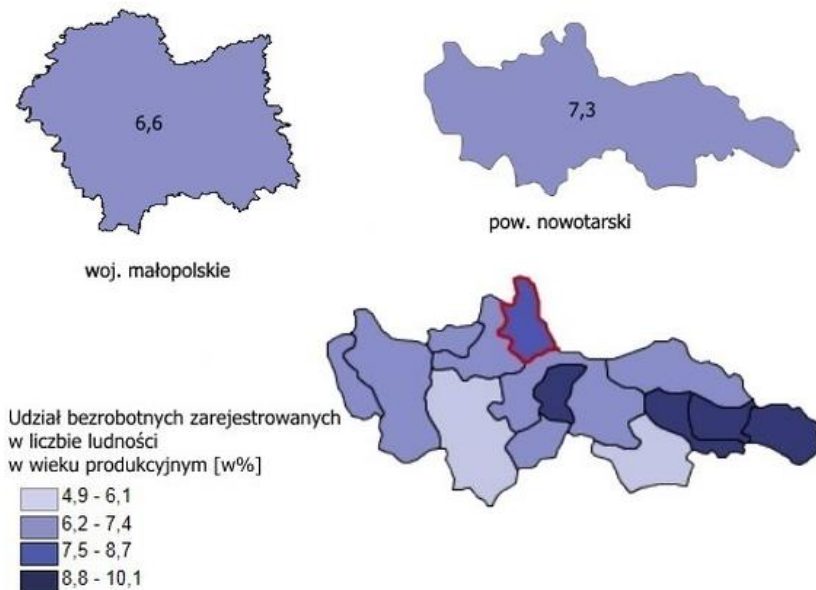 6,6
7,3
woj. małopolskie
pow. nowotarski
Udział bezrobotnych zarejestrowanych
w liczbie ludności
w wieku produkcyjnym [w%]
4,9 - 6,1
6,2 - 7,4
7,5 - 8,7
8,8 - 10,1